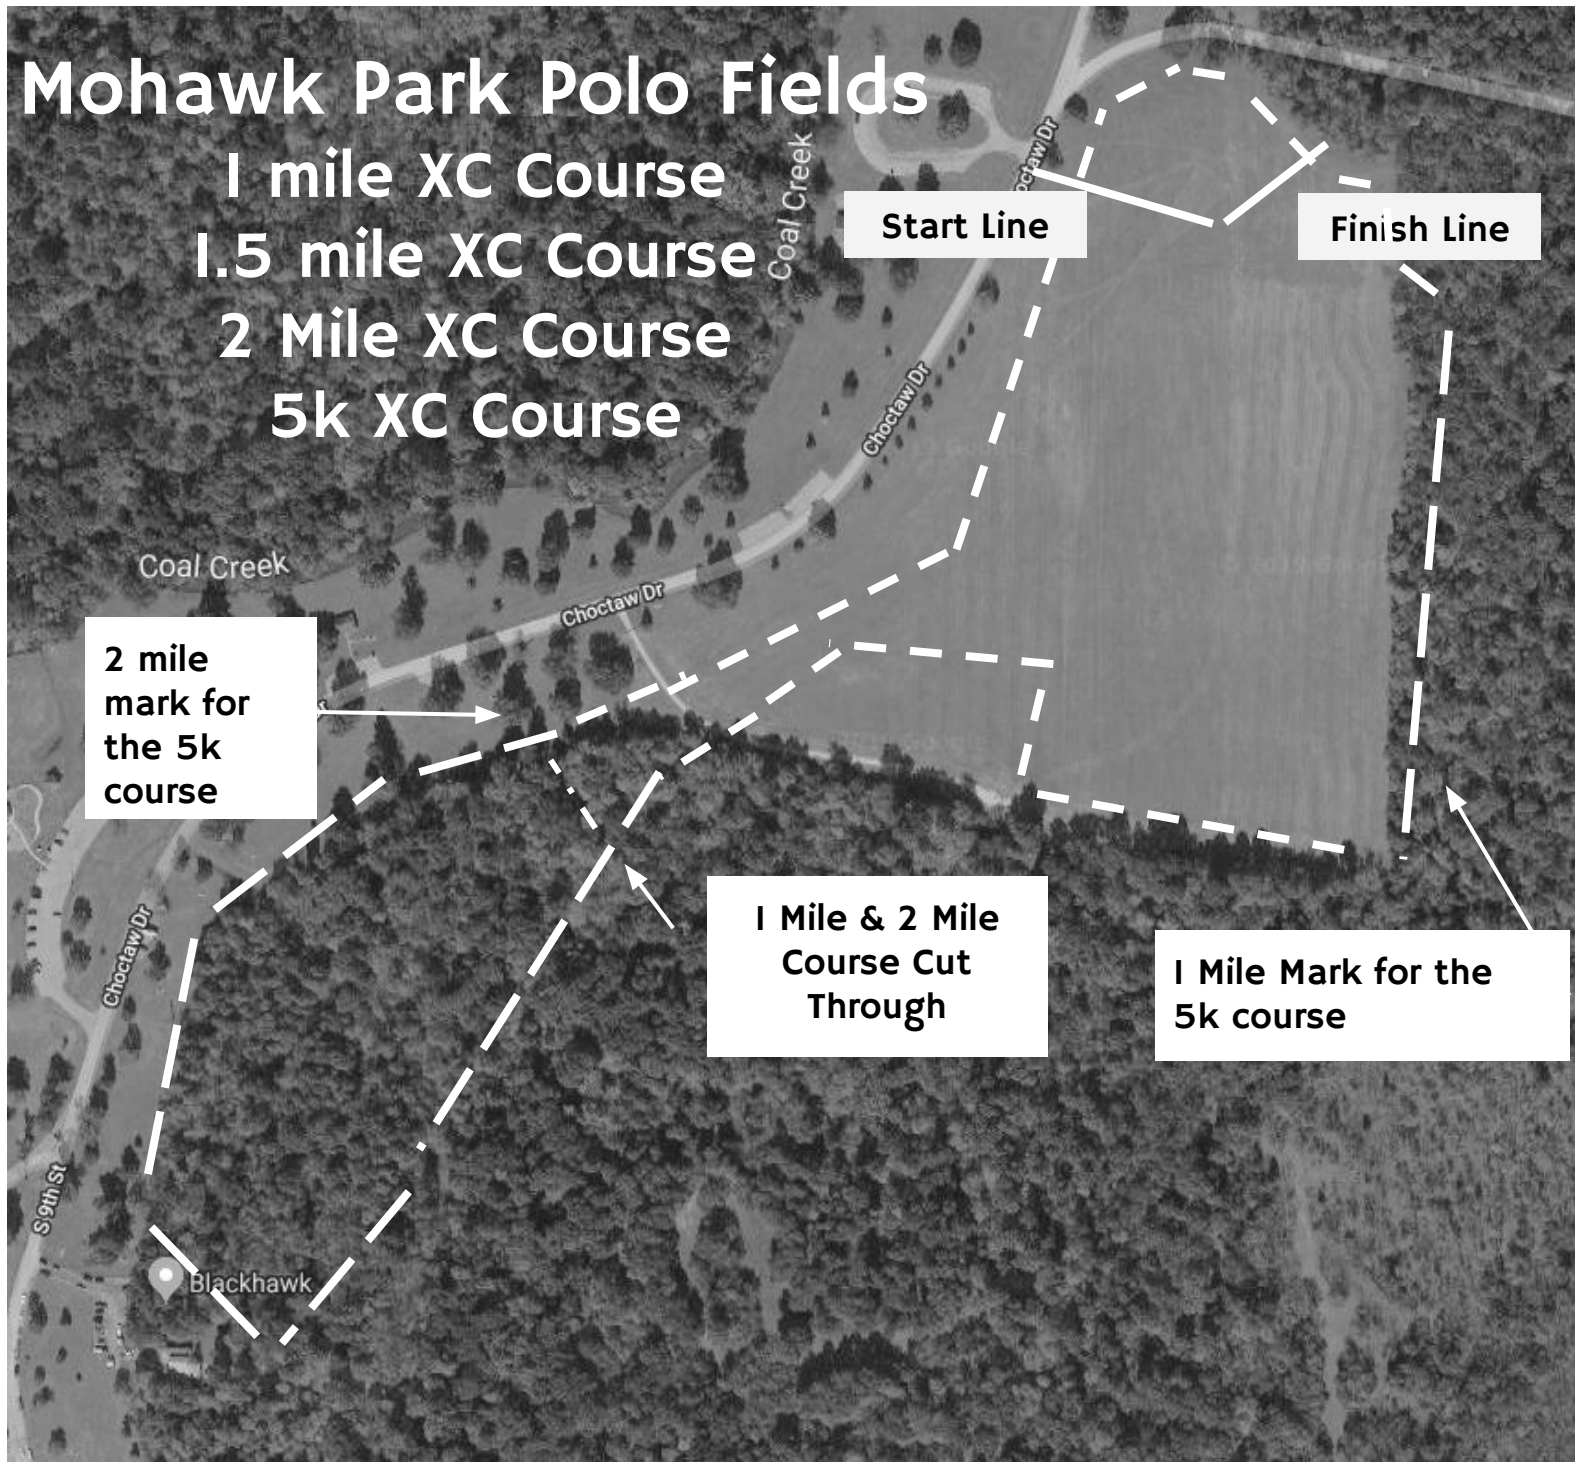 Mohawk Park Polo Fields
1 mile XC Course
1.5 mile XC Course
2 Mile XC Course
5k XC Course
Coal Creek
Choctaw Dr
Start Line
Finish Line
Choctaw Dr
Coal Creek
Choctaw Dr
2 mile
mark for
the 5k
course
1 Mile & 2 Mile
Course Cut
Through
1 Mile Mark for the
5k course
Choctaw Dr
S 9th St
Blackhawk